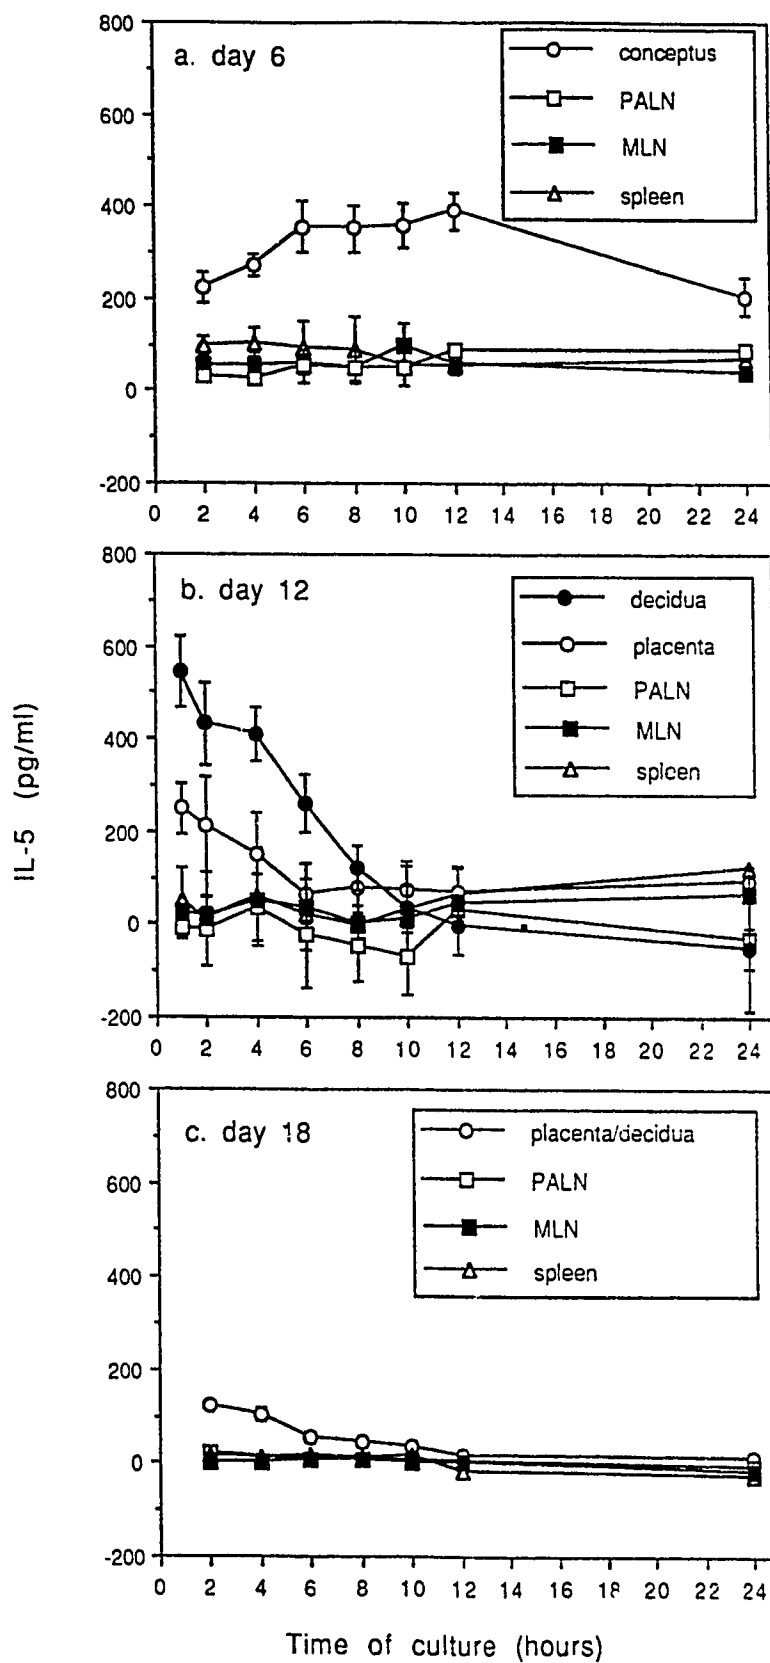 IL-5 (pg/ml)
a. day 6
conceptus
PALN
MLN
spleen
800
600
400
200
0
-200
0 2 4 6 8 10 12 14 16 18 20 22 24
b. day 12
decidua
placenta
PALN
MLN
spleen
800
600
400
200
0
-200
0 2 4 6 8 10 12 14 16 18 20 22 24
c. day 18
placenta/decidua
PALN
MLN
spleen
800
600
400
200
0
-200
0 2 4 6 8 10 12 14 16 18 20 22 24
Time of culture (hours)